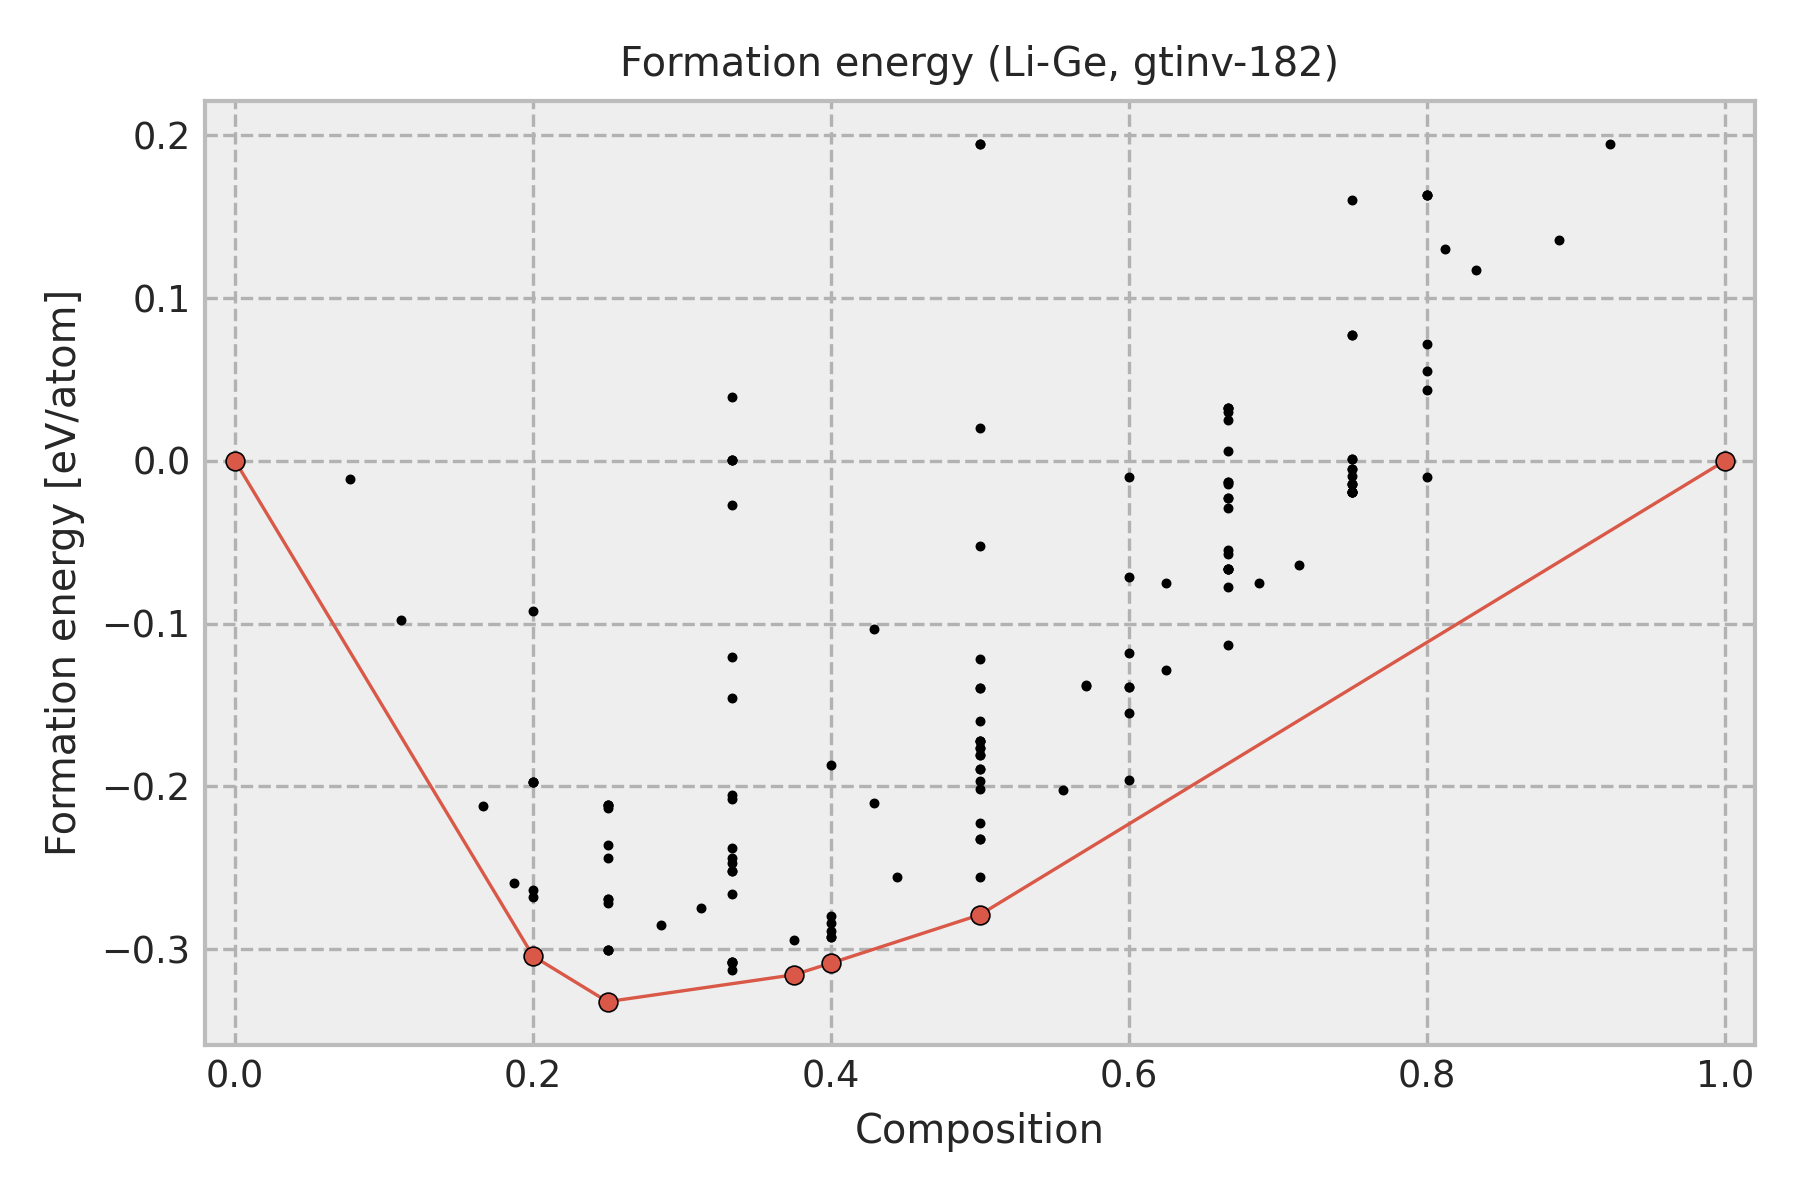 Formation energy (Li-Ge, gtinv-182)
Formation energy [eV/atom]
0.2
0.1
0.0
−0.1
−0.2
−0.3
0.0 0.2 0.4 0.6 0.8 1.0
Composition